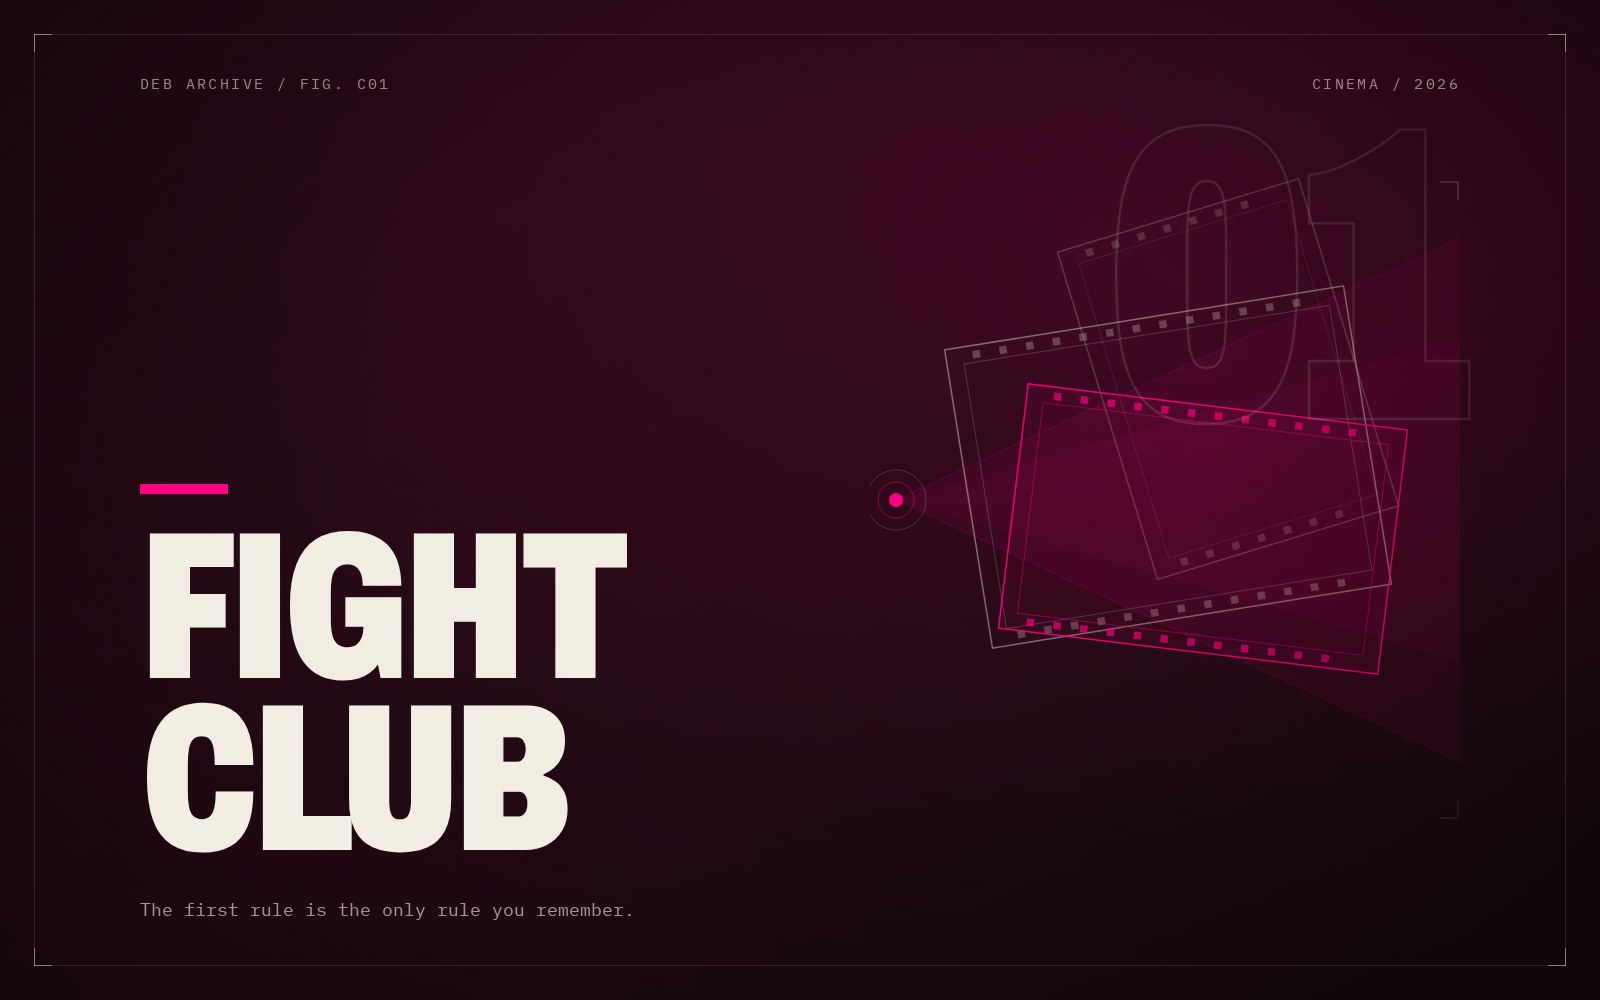 DEB ARCHIVE / FIG. C01
CINEMA / 2026
01
FIGHT
CLUB
The first rule is the only rule you remember.